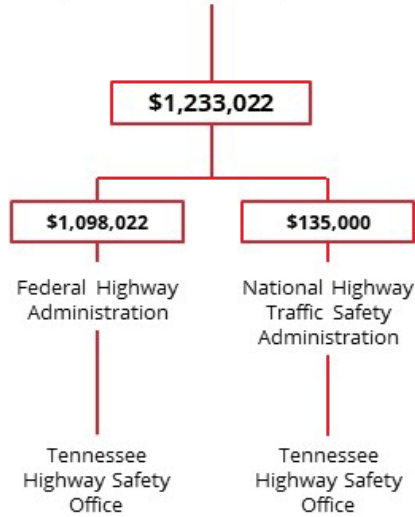 $1,233,022
$1,098,022
$135,000
Federal Highway
Administration
National Highway
Traffic Safety
Administration
Tennessee
Highway Safety
Office
Tennessee
Highway Safety
Office